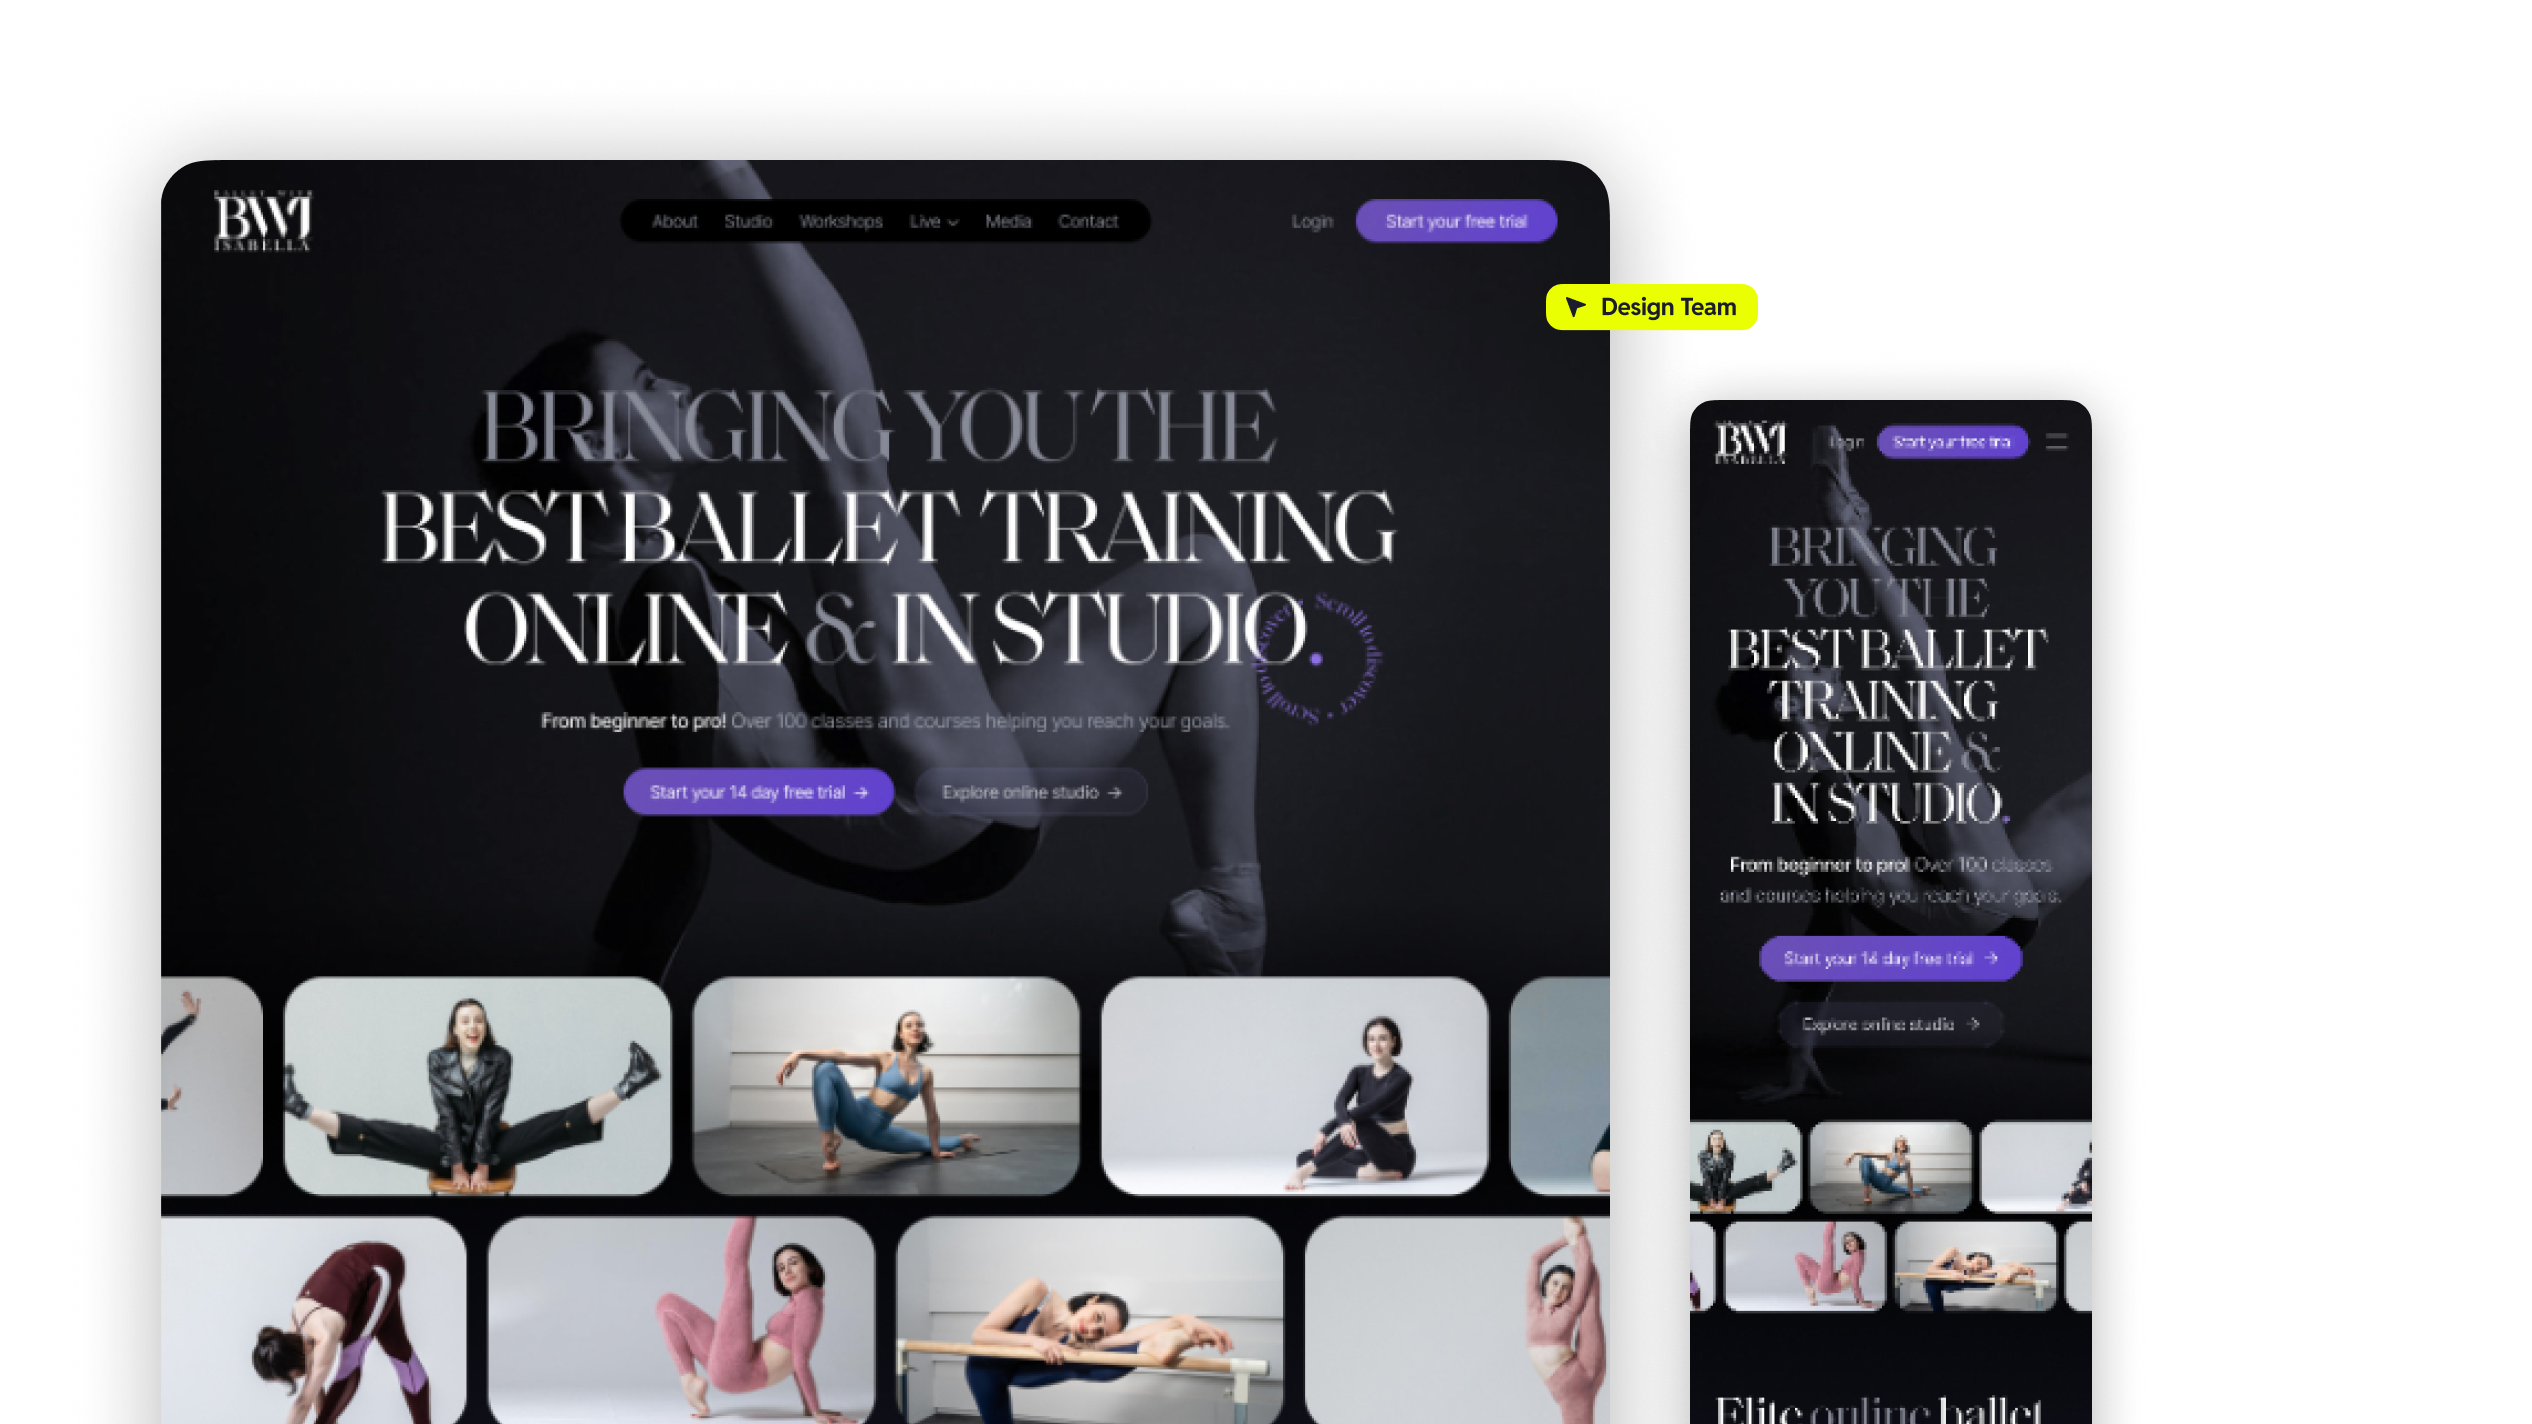 BALLET WITH
BWI
ISABELLA
About Studio Workshops Live Media Contact
Login
Start your free trial
Design Team
BRINGING YOU THE
BEST BALLET TRAINING
ONLINE & IN STUDIO.
Scroll to discover • Scroll to discover •
From beginner to pro! Over 100 classes and courses helping you reach your goals.
Start your 14 day free trial →
Explore online studio →
BWI
ISABELLA
Login
Start your free trial
BRINGING
YOU THE
BEST BALLET
TRAINING
ONLINE &
IN STUDIO.
From beginner to pro! Over 100 classes
and courses helping you reach your goals.
Start your 14 day free trial →
Explore online studio →
Elite online ballet